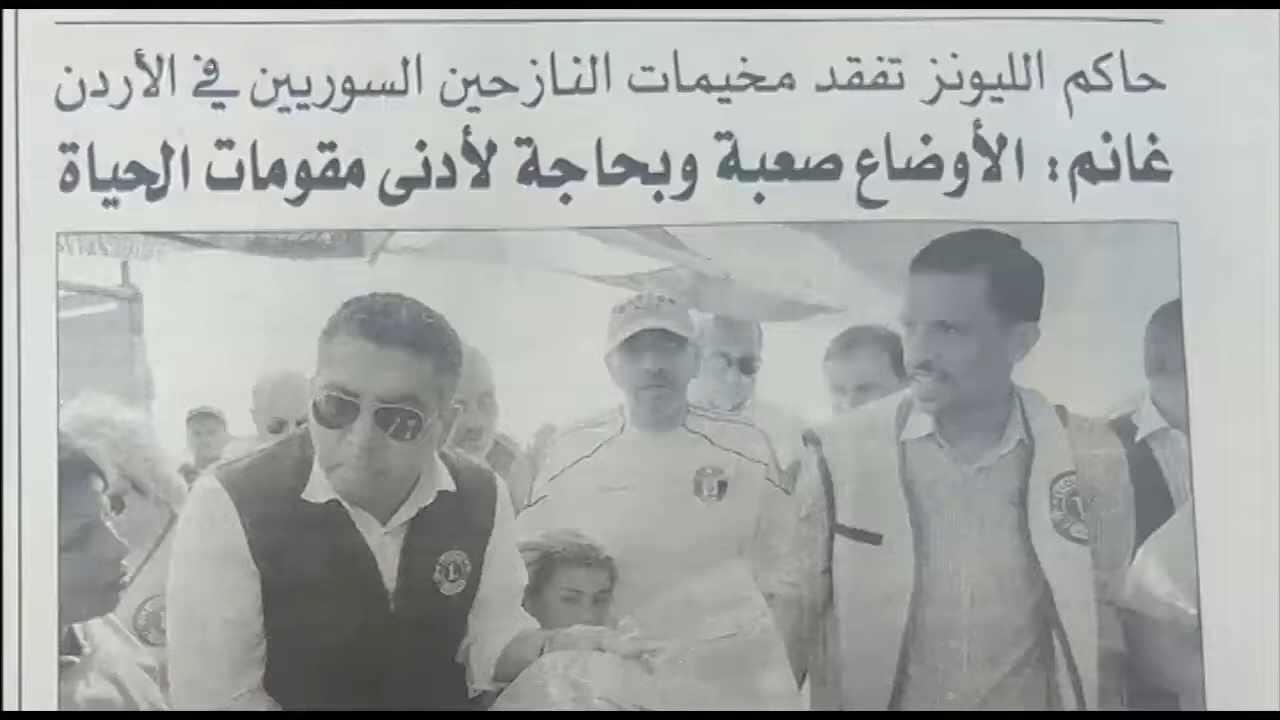 حاكم الليونز تفقد مخيمات النازحين السوريين في الأردن
غانم: الأوضاع صعبة وبحاجة لأدنى مقومات الحياة